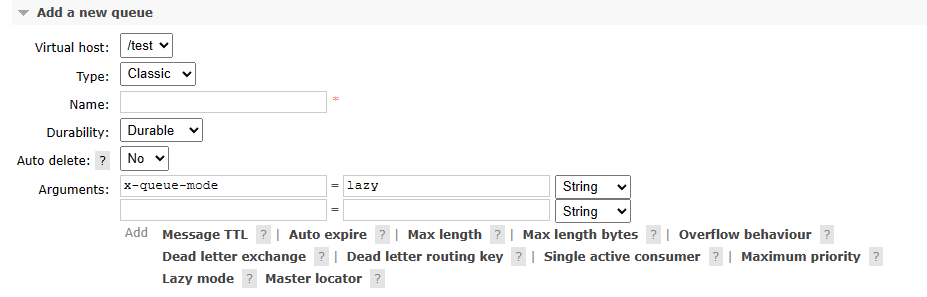 Add a new queue
Virtual host: /test
Type: Classic
Name: *
Durability: Durable
Auto delete: ? No
Arguments: x-queue-mode = lazy String
= String
Add Message TTL ? | Auto expire ? | Max length ? | Max length bytes ? | Overflow behaviour ?
Dead letter exchange ? | Dead letter routing key ? | Single active consumer ? | Maximum priority ?
Lazy mode ? Master locator ?